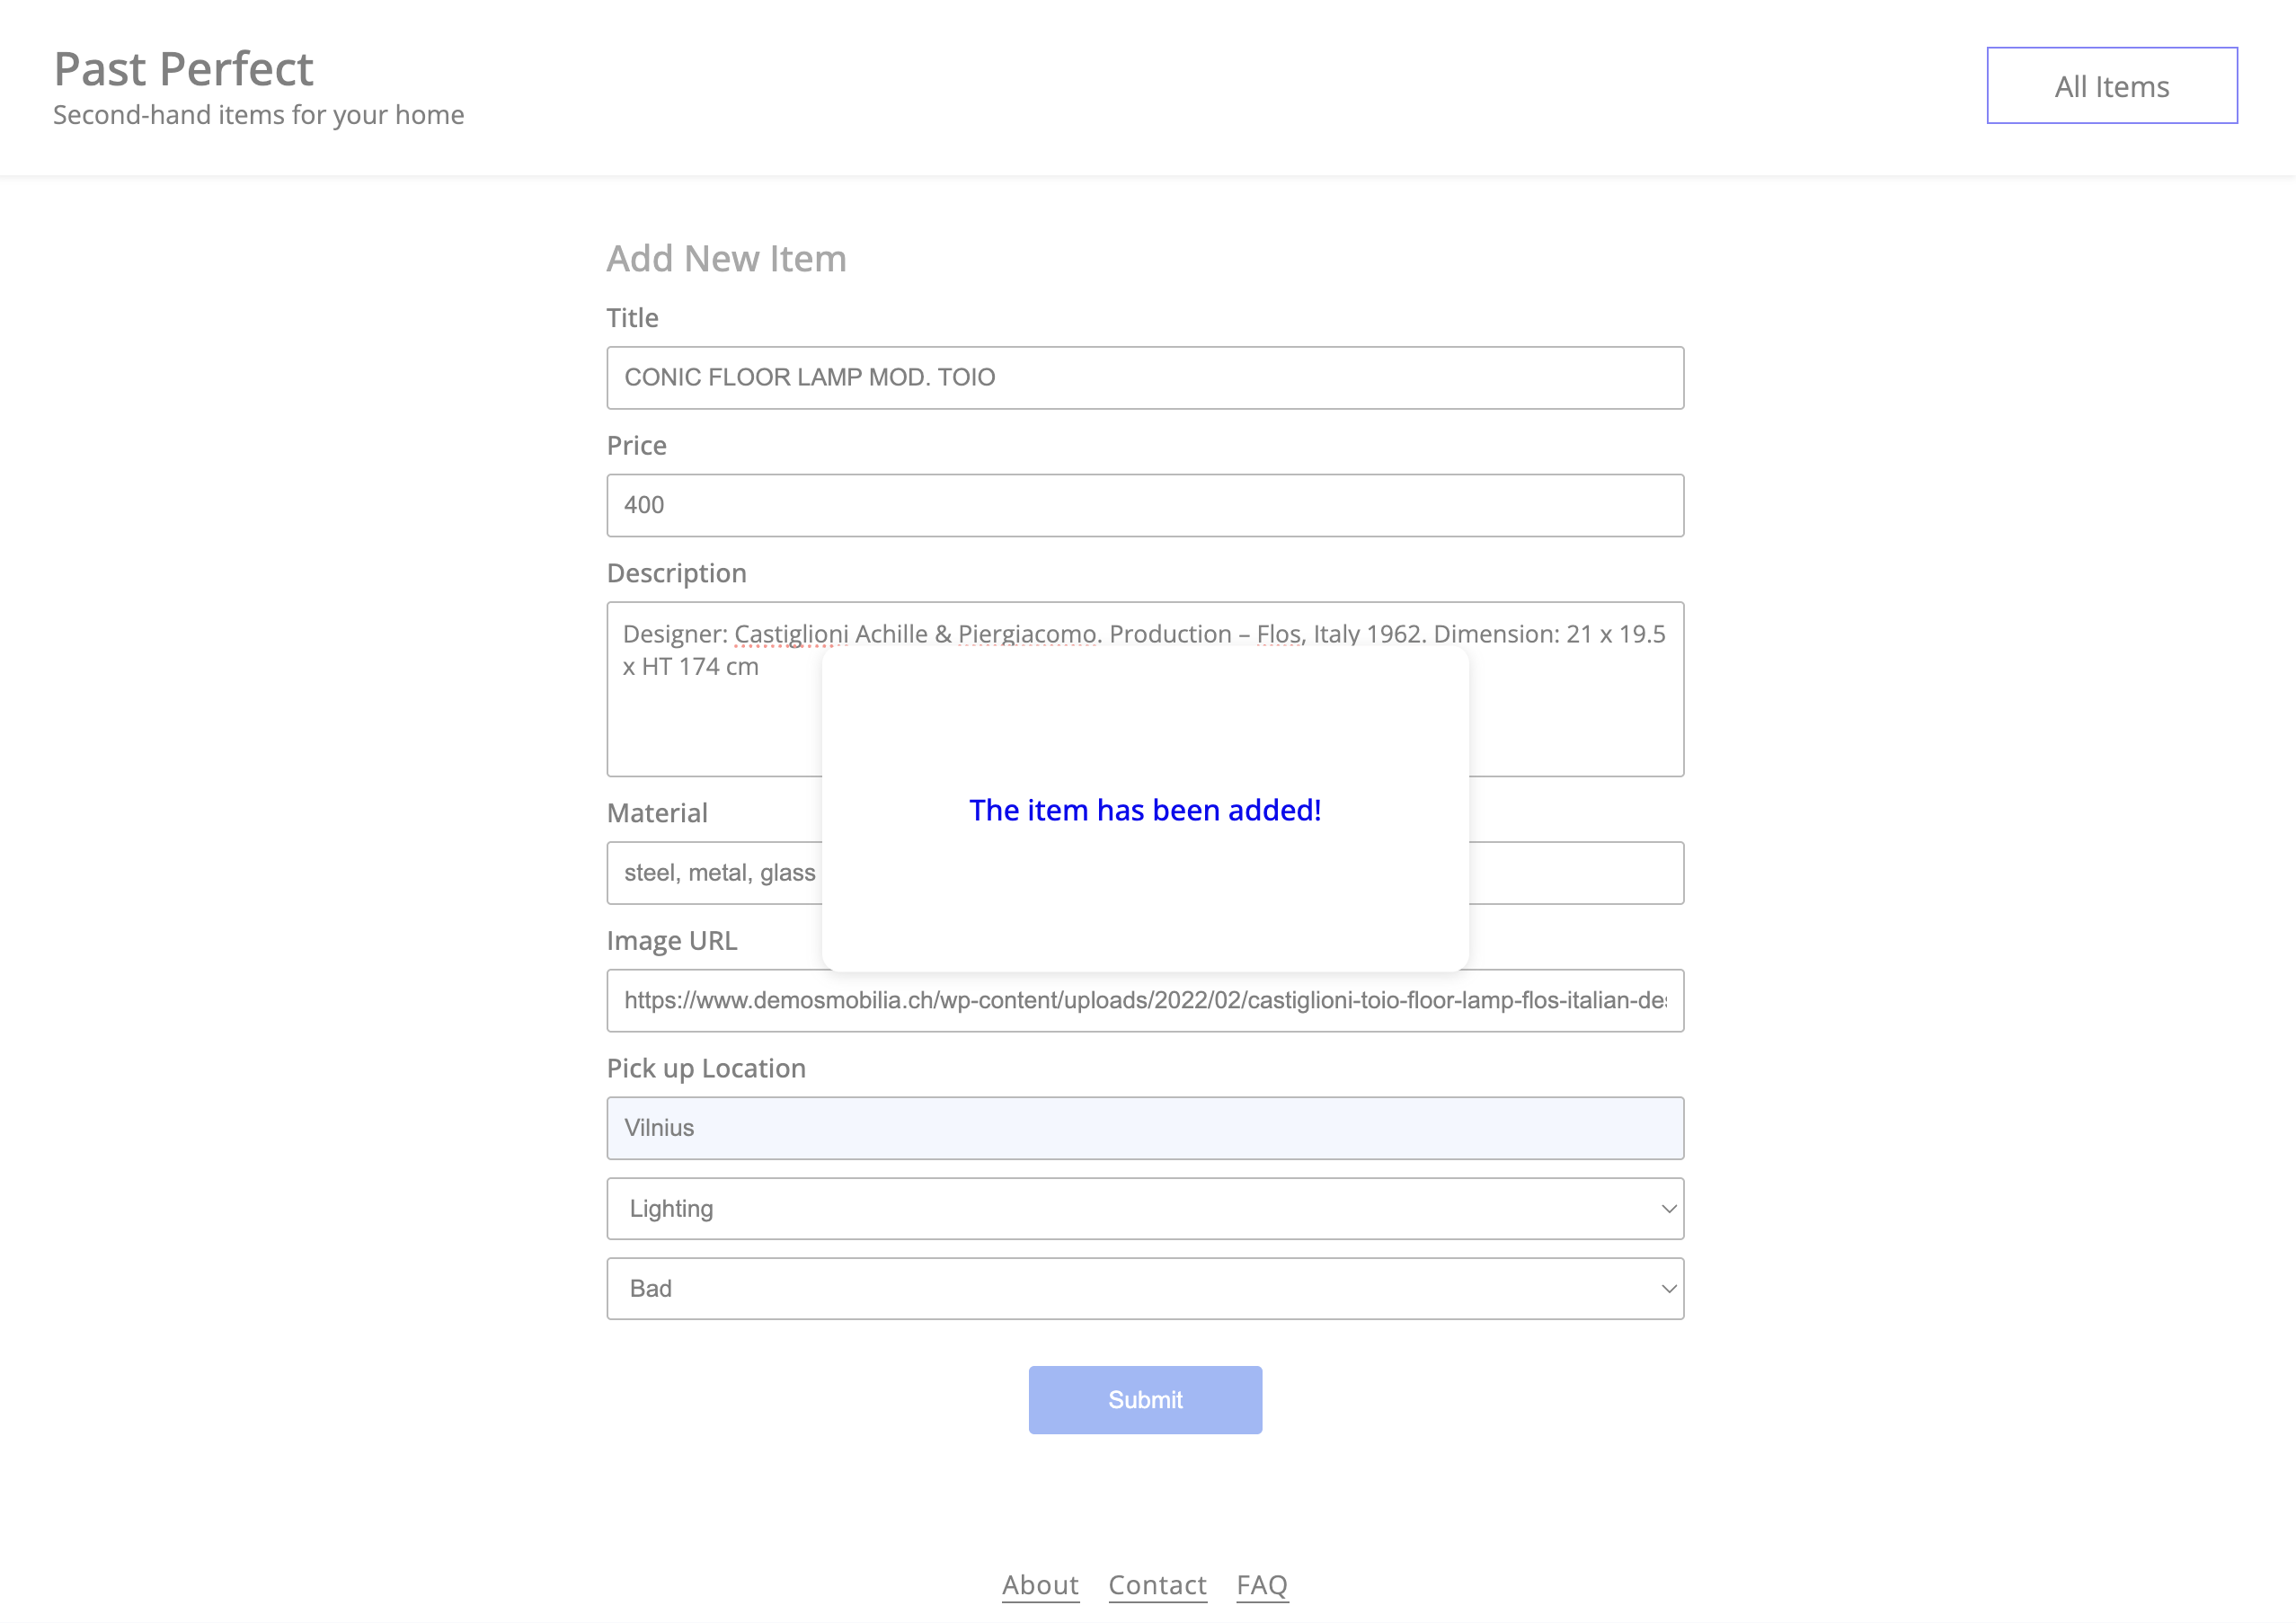 Past Perfect
Second-hand items for your home
All Items
Add New Item
Title
CONIC FLOOR LAMP MOD. TOIO
Price
400
Description
Designer: Castiglioni Achille & Piergiacomo. Production – Flos, Italy 1962. Dimension: 21 x 19.5
x HT 174 cm
The item has been added!
Material
steel, metal, glass
Image URL
https://www.demosmobilia.ch/wp-content/uploads/2022/02/castiglioni-toio-floor-lamp-flos-italian-des
Pick up Location
Vilnius
Lighting
Bad
Submit
About Contact FAQ